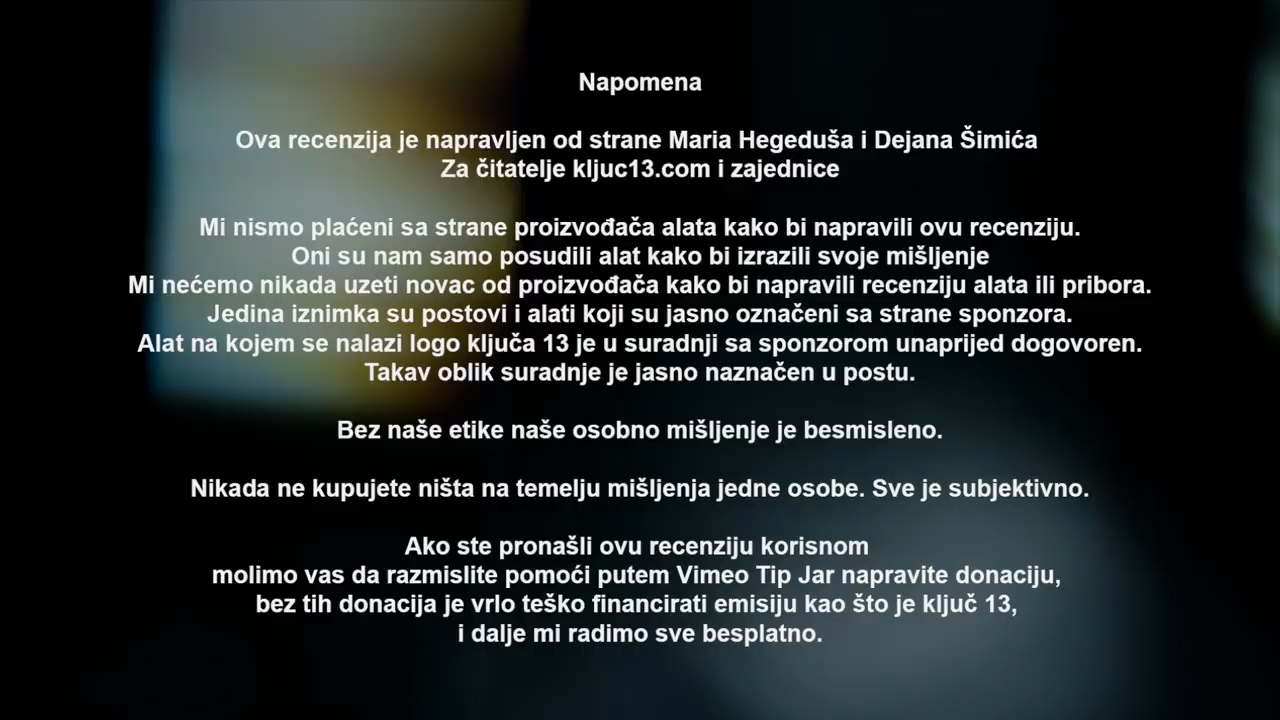 Napomena
Ova recenzija je napravljen od strane Maria Hegeduša i Dejana Šimića
Za čitatelje kljuc13.com i zajednice
Mi nismo plaćeni sa strane proizvođača alata kako bi napravili ovu recenziju.
Oni su nam samo posudili alat kako bi izrazili svoje mišljenje
Mi nećemo nikada uzeti novac od proizvođača kako bi napravili recenziju alata ili pribora.
Jedina iznimka su postovi i alati koji su jasno označeni sa strane sponzora.
Alat na kojem se nalazi logo ključa 13 je u suradnji sa sponzorom unaprijed dogovoren.
Takav oblik suradnje je jasno naznačen u postu.
Bez naše etike naše osobno mišljenje je besmisleno.
Nikada ne kupujete ništa na temelju mišljenja jedne osobe. Sve je subjektivno.
Ako ste pronašli ovu recenziju korisnom
molimo vas da razmislite pomoći putem Vimeo Tip Jar napravite donaciju,
bez tih donacija je vrlo teško financirati emisiju kao što je ključ 13,
i dalje mi radimo sve besplatno.